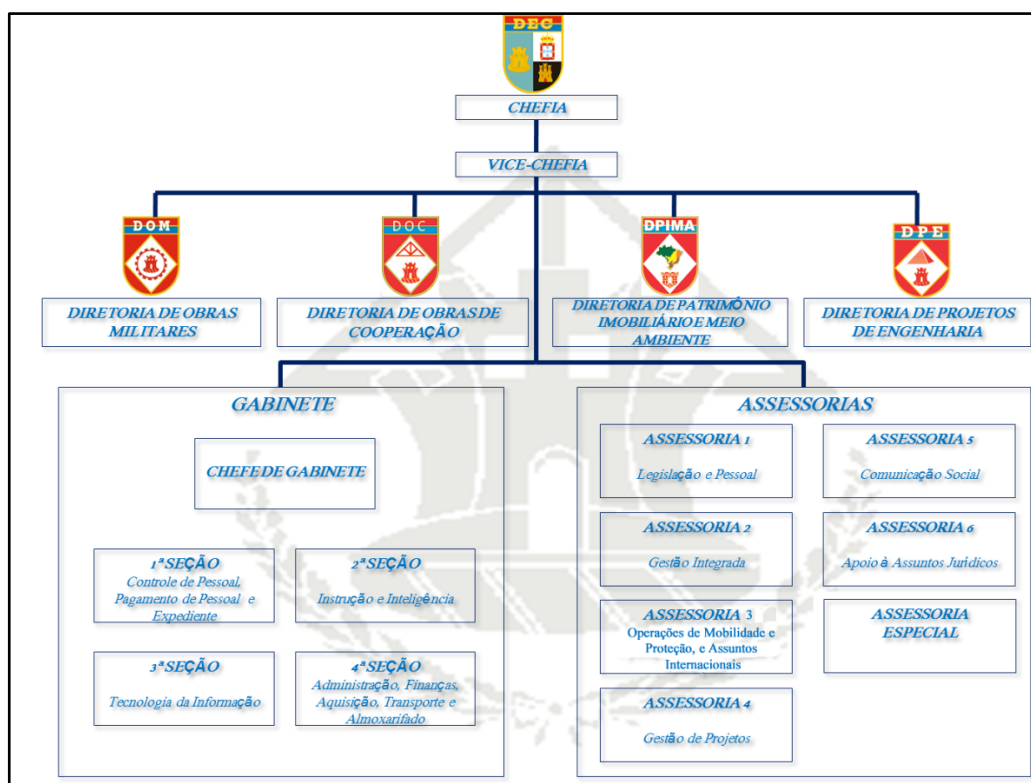 DEC
CHEFIA
VICE-CHEFIA
DOM
DOC
DPIMA
DPE
DIRETORIA DE OBRAS
MILITARES
DIRETORIA DE OBRAS DE
COOPERAÇÃO
DIRETORIA DE PATRIMÔNIO
IMOBILIÁRIO E MEIO
AMBIENTE
DIRETORIA DE PROJETOS
DE ENGENHARIA
GABINETE
CHEFE DE GABINETE
1ª SEÇÃO
Controle de Pessoal,
Pagamento de Pessoal e
Expediente
2ª SEÇÃO
Instrução e Inteligência
3ª SEÇÃO
Tecnologia da Informação
4ª SEÇÃO
Administração, Finanças,
Aquisição, Transporte e
Almoxarifado
ASSESSORIAS
ASSESSORIA 1
Legislação e Pessoal
ASSESSORIA 5
Comunicação Social
ASSESSORIA 2
Gestão Integrada
ASSESSORIA 6
Apoio à Assuntos Jurídicos
ASSESSORIA 3
Operações de Mobilidade e
Proteção, e Assuntos
Internacionais
ASSESSORIA
ESPECIAL
ASSESSORIA 4
Gestão de Projetos